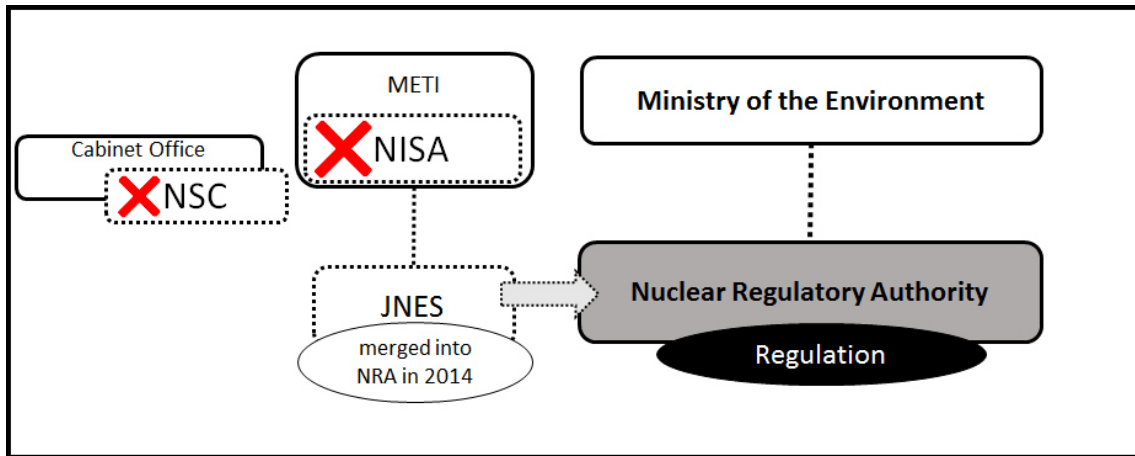 Cabinet Office
NSC
METI
NISA
JNES
merged into
NRA in 2014
Ministry of the Environment
Nuclear Regulatory Authority
Regulation